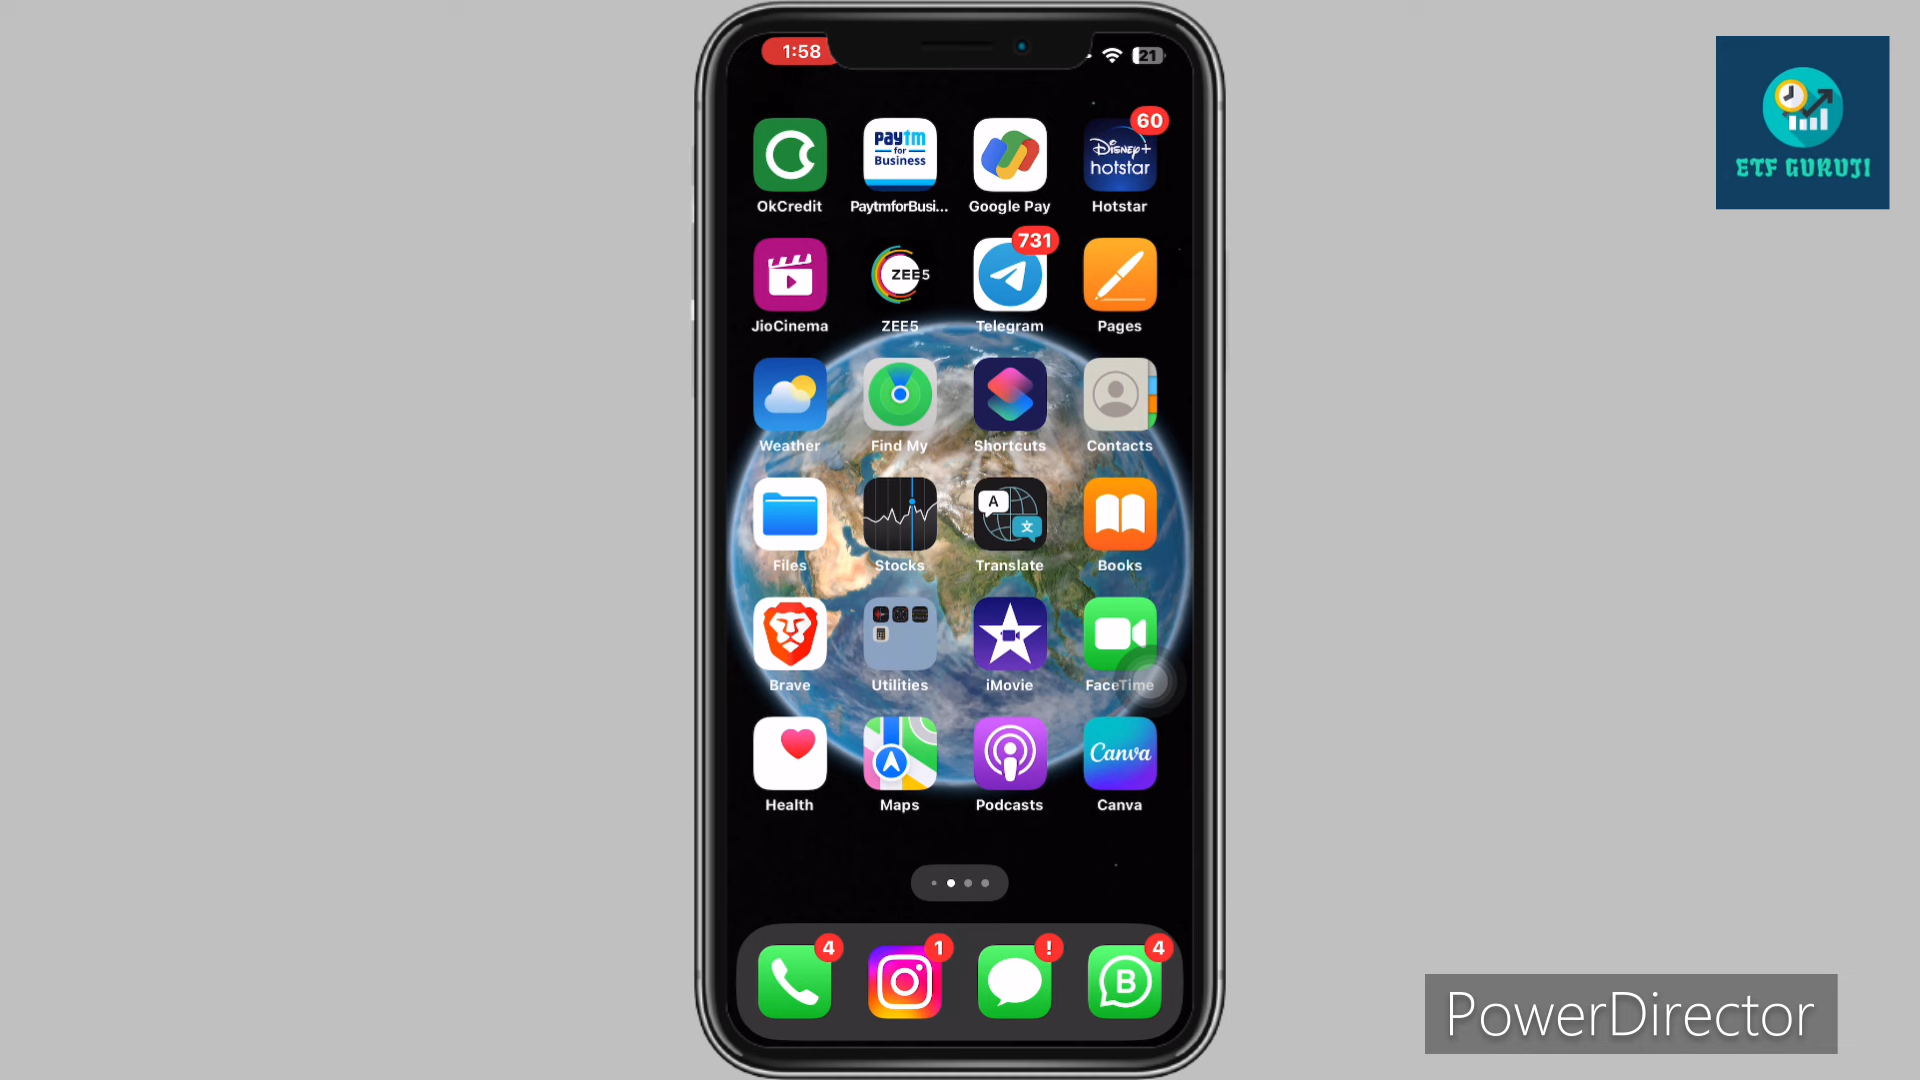 1:58
21
60
paytm
for
Business
Disney+
hotstar
OkCredit
PaytmforBusi...
Google Pay
Hotstar
731
ZEE5
JioCinema
ZEE5
Telegram
Pages
Weather
Find My
Shortcuts
Contacts
A
文
Files
Stocks
Translate
Books
Brave
Utilities
iMovie
FaceTime
Canva
Health
Maps
Podcasts
Canva
4
1
!
4
B
ETF GURUJI
PowerDirector